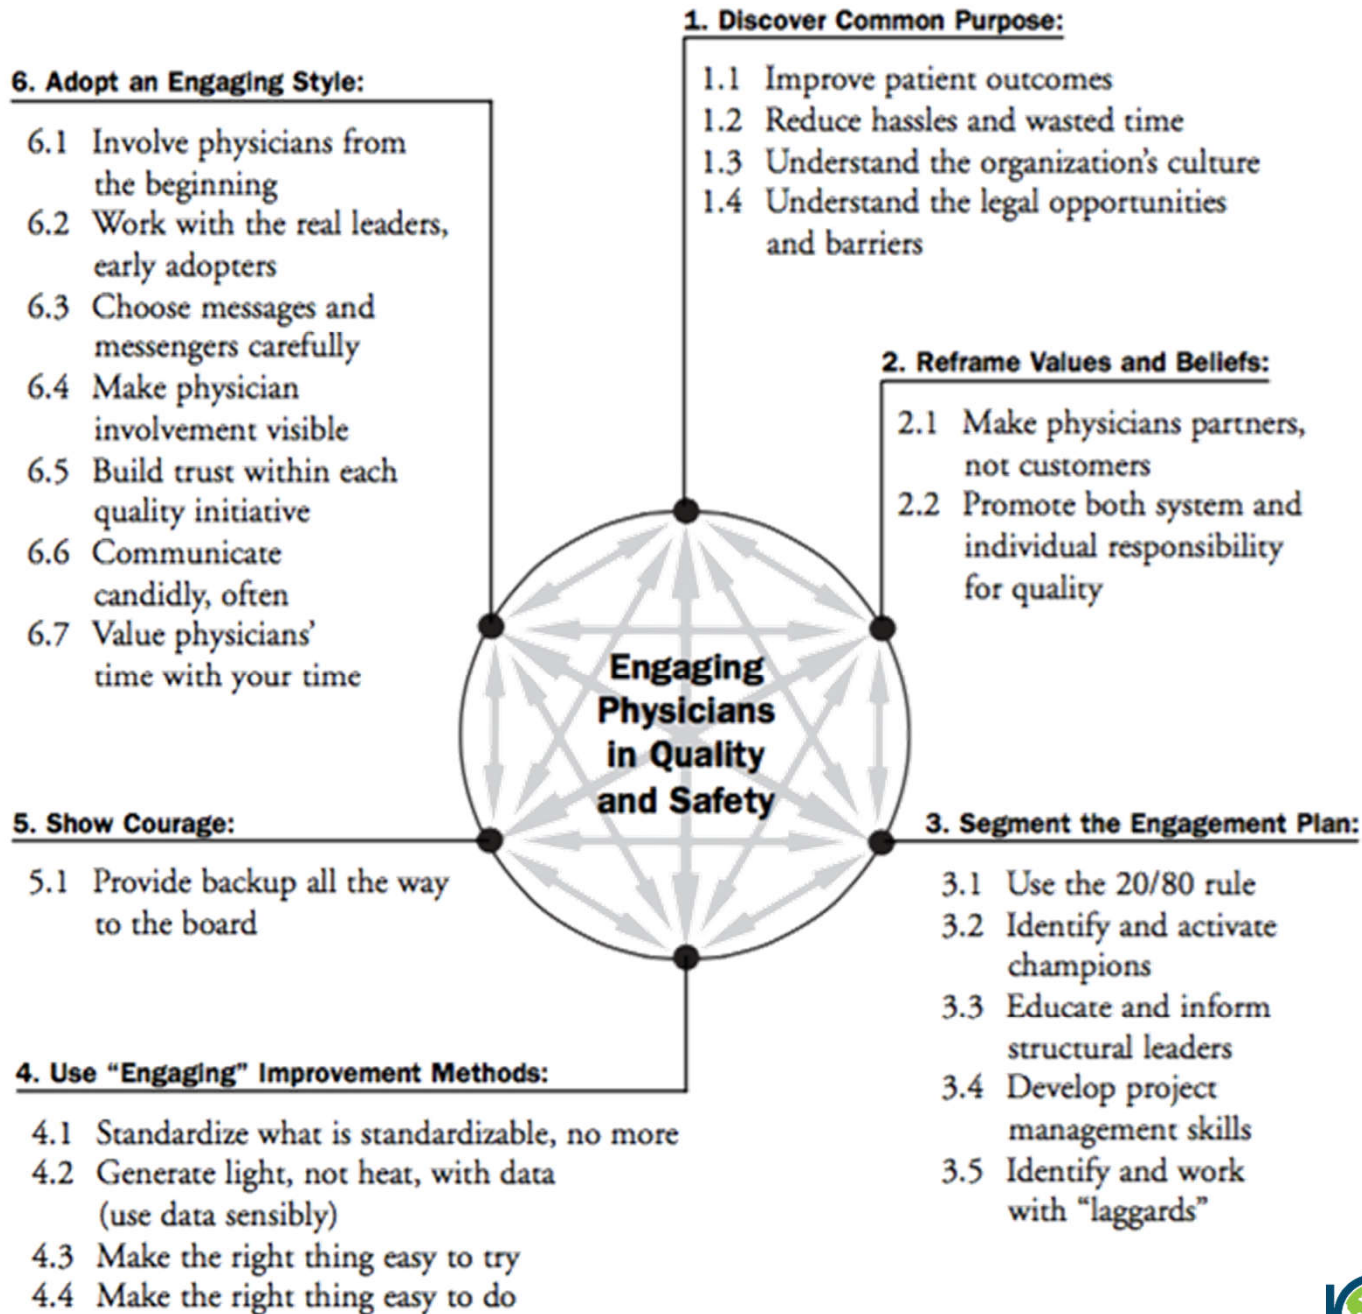 1. Discover Common Purpose:
1.1 Improve patient outcomes
1.2 Reduce hassles and wasted time
1.3 Understand the organization's culture
1.4 Understand the legal opportunities
and barriers
2. Reframe Values and Beliefs:
2.1 Make physicians partners,
not customers
2.2 Promote both system and
individual responsibility
for quality
3. Segment the Engagement Plan:
3.1 Use the 20/80 rule
3.2 Identify and activate
champions
3.3 Educate and inform
structural leaders
3.4 Develop project
management skills
3.5 Identify and work
with “laggards”
4. Use “Engaging” Improvement Methods:
4.1 Standardize what is standardizable, no more
4.2 Generate light, not heat, with data
(use data sensibly)
4.3 Make the right thing easy to try
4.4 Make the right thing easy to do
5. Show Courage:
5.1 Provide backup all the way
to the board
6. Adopt an Engaging Style:
6.1 Involve physicians from
the beginning
6.2 Work with the real leaders,
early adopters
6.3 Choose messages and
messengers carefully
6.4 Make physician
involvement visible
6.5 Build trust within each
quality initiative
6.6 Communicate
candidly, often
6.7 Value physicians'
time with your time
Engaging
Physicians
in Quality
and Safety